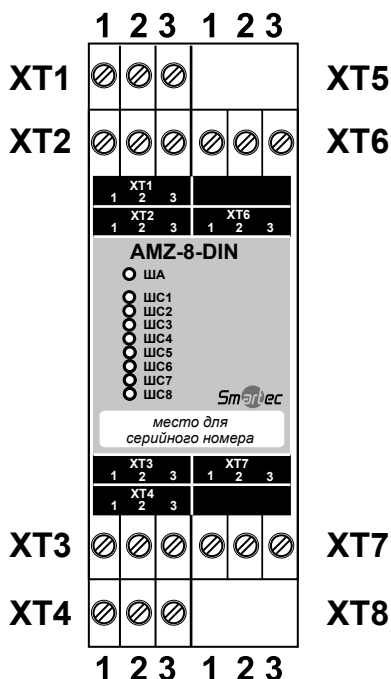 1 2 3 1 2 3
XT1 XT5
XT2 XT6
XT1
1 2 3
XT2 XT6
1 2 3 1 2 3
AMZ-8-DIN
ША
ШС1
ШС2
ШС3
ШС4
ШС5
ШС6
ШС7
ШС8
Smartec
место для
серийного номера
XT3 XT7
1 2 3 1 2 3
XT4
1 2 3
XT3 XT7
XT4 XT8
1 2 3 1 2 3